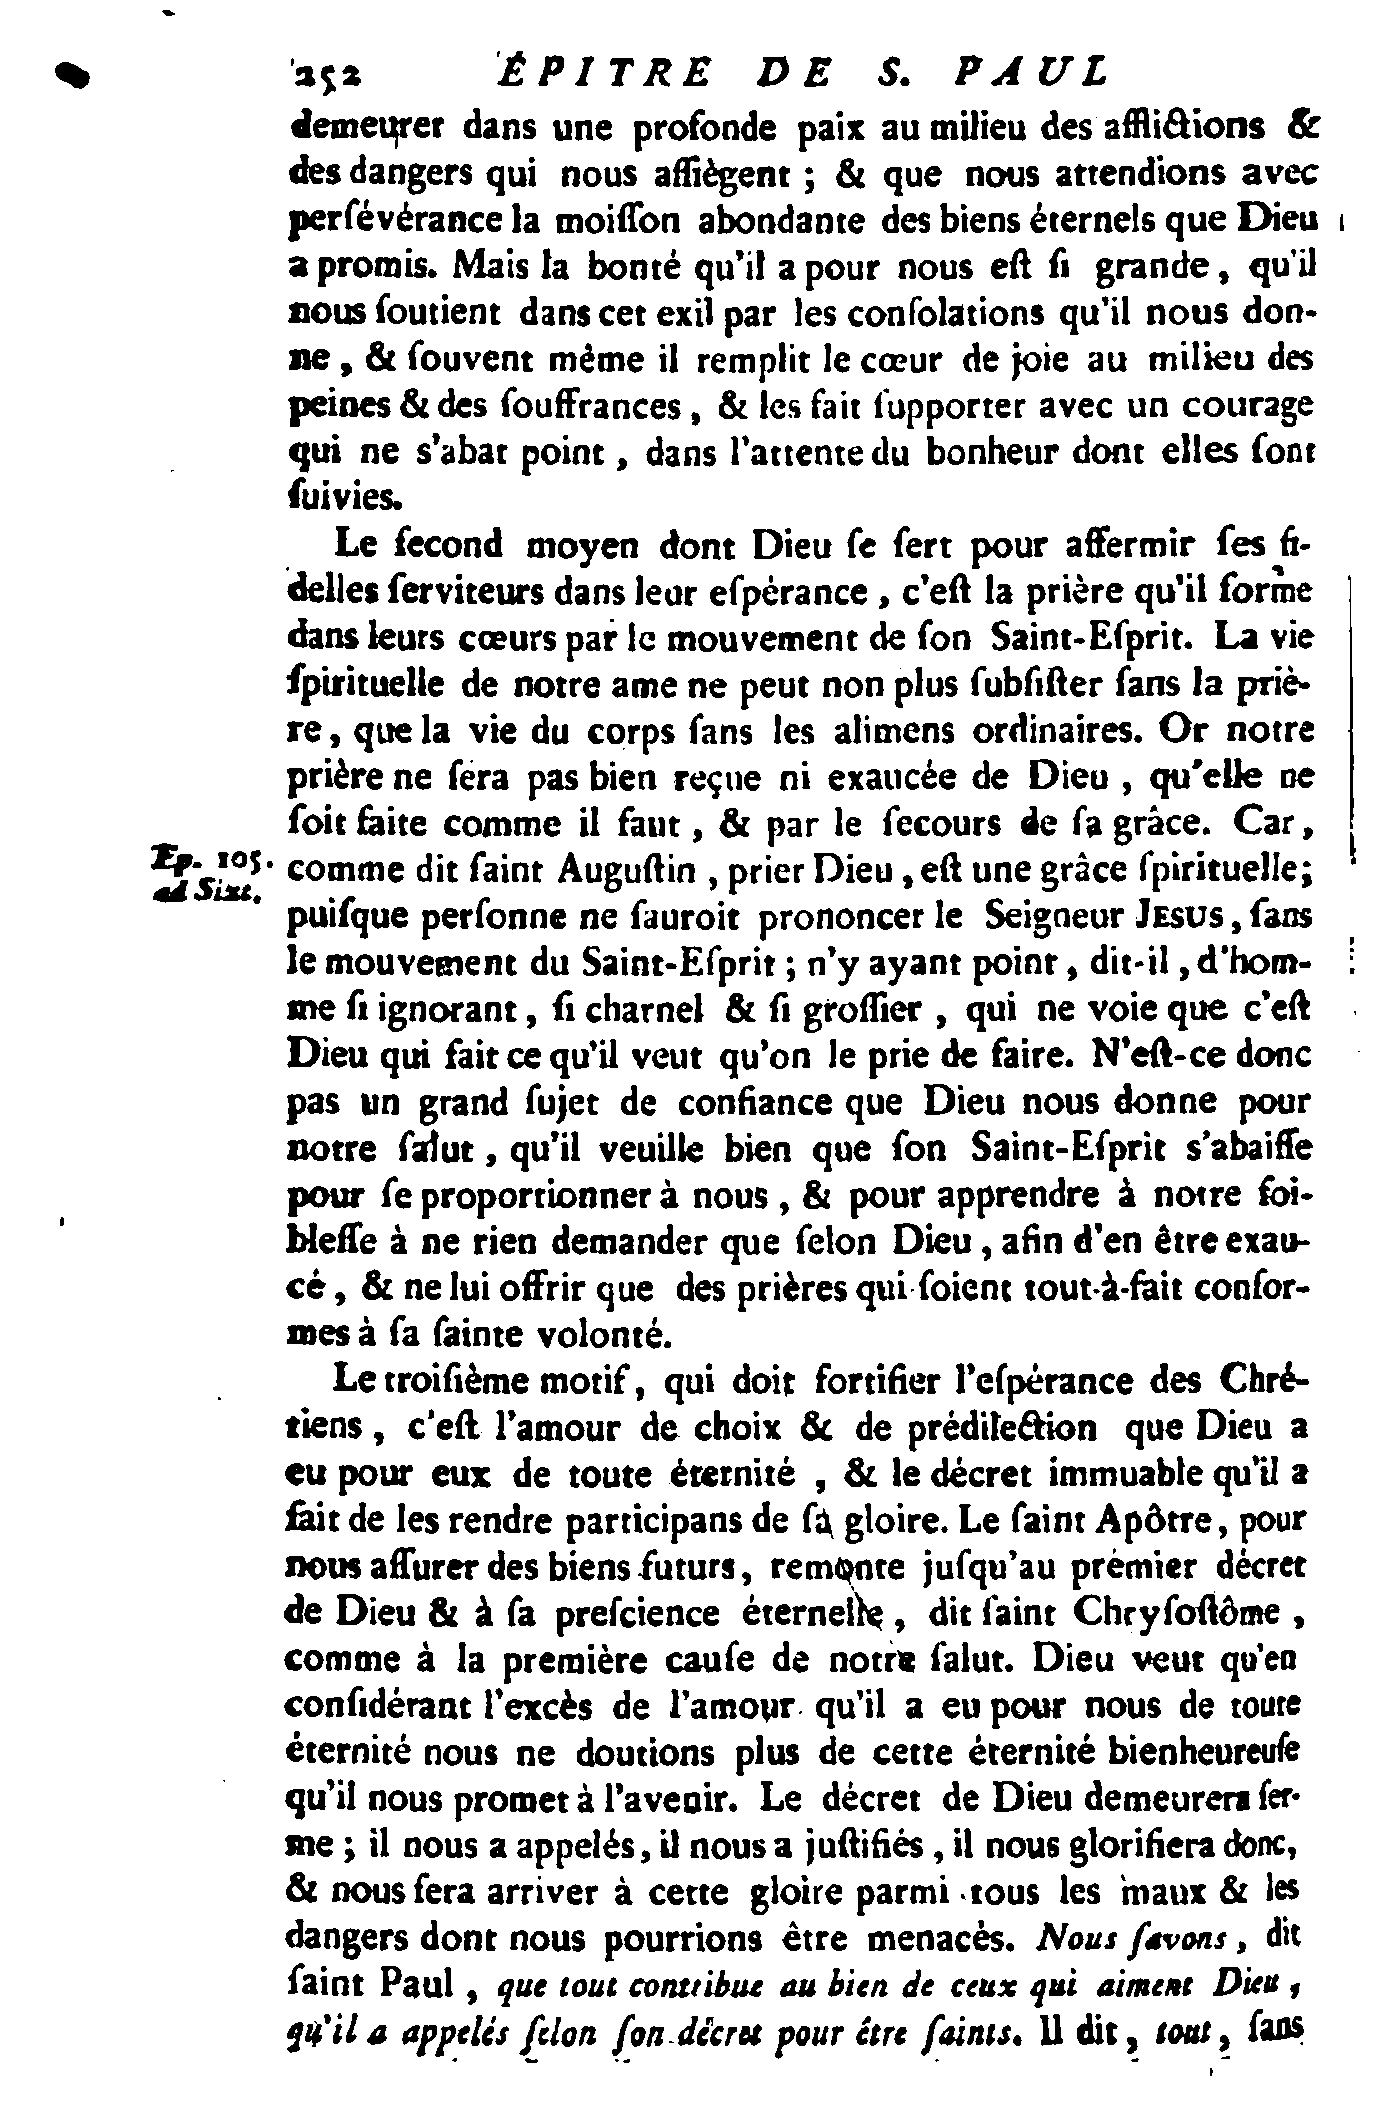 252 ÉPITRE DE S. PAUL
demeurer dans une profonde paix au milieu des afflictions &
des dangers qui nous aſſiègent ; & que nous attendions avec
perſévérance la moiſſon abondante des biens éternels que Dieu
a promis. Mais la bonté qu'il a pour nous eſt ſi grande, qu'il
nous ſoutient dans cet exil par les conſolations qu'il nous don-
ne, & ſouvent même il remplit le cœur de joie au milieu des
peines & des ſouffrances, & les fait ſupporter avec un courage
qui ne s'abat point, dans l'attente du bonheur dont elles ſont
ſuivies.
Le ſecond moyen dont Dieu ſe ſert pour affermir ſes fi-
delles ſerviteurs dans leur eſpérance, c'eſt la prière qu'il forme
dans leurs cœurs par le mouvement de ſon Saint-Eſprit. La vie
ſpirituelle de notre ame ne peut non plus ſubſiſter ſans la priè-
re, que la vie du corps ſans les alimens ordinaires. Or notre
prière ne ſera pas bien reçue ni exaucée de Dieu, qu'elle ne
ſoit faite comme il faut, & par le ſecours de ſa grâce. Car,
Ep. 105.
ad Sixt.
comme dit ſaint Auguſtin, prier Dieu, eſt une grâce ſpirituelle;
puiſque perſonne ne ſauroit prononcer le Seigneur JESUS, ſans
le mouvement du Saint-Eſprit ; n'y ayant point, dit-il, d'hom-
me ſi ignorant, ſi charnel & ſi groſſier, qui ne voie que c'eſt
Dieu qui fait ce qu'il veut qu'on le prie de faire. N'eſt-ce donc
pas un grand ſujet de confiance que Dieu nous donne pour
notre ſalut, qu'il veuille bien que ſon Saint-Eſprit s'abaiſſe
pour ſe proportionner à nous, & pour apprendre à notre foi-
bleſſe à ne rien demander que ſelon Dieu, afin d'en être exau-
cé, & ne lui offrir que des prières qui ſoient tout-à-fait confor-
mes à ſa ſainte volonté.
Le troiſième motif, qui doit fortifier l'eſpérance des Chré-
tiens, c'eſt l'amour de choix & de prédilection que Dieu a
eu pour eux de toute éternité, & le décret immuable qu'il a
fait de les rendre participans de ſa gloire. Le ſaint Apôtre, pour
nous aſſurer des biens futurs, remonte juſqu'au prémier décret
de Dieu & à ſa preſcience éternelle, dit ſaint Chryſoſtôme,
comme à la première cauſe de notre ſalut. Dieu veut qu'en
conſidérant l'excès de l'amour qu'il a eu pour nous de toute
éternité nous ne doutions plus de cette éternité bienheureuſe
qu'il nous promet à l'avenir. Le décret de Dieu demeurera fer-
me ; il nous a appelés, il nous a juſtifiés, il nous glorifiera donc,
& nous fera arriver à cette gloire parmi tous les maux & les
dangers dont nous pourrions être menacés. Nous ſavons, dit
ſaint Paul, que tout contribue au bien de ceux qui aiment Dieu,
qu'il a appelés ſelon ſon décret pour être ſaints. Il dit, tout, ſans